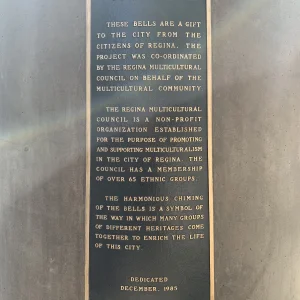 THESE BELLS ARE A GIFT
TO THE CITY FROM THE
CITIZENS OF REGINA. THE
PROJECT WAS CO-ORDINATED
BY THE REGINA MULTICULTURAL
COUNCIL ON BEHALF OF THE
MULTICULTURAL COMMUNITY
THE REGINA MULTICULTURAL
COUNCIL IS A NON-PROFIT
ORGANIZATION ESTABLISHED
FOR THE PURPOSE OF PROMOTING
AND SUPPORTING MULTICULTURALISM
IN THE CITY OF REGINA. THE
COUNCIL HAS A MEMBERSHIP
OF OVER 65 ETHNIC GROUPS.
THE HARMONIOUS CHIMING
OF THE BELLS IS A SYMBOL OF
THE WAY IN WHICH MANY GROUPS
OF DIFFERENT HERITAGES COME
TOGETHER TO ENRICH THE LIFE
OF THIS CITY.
DEDICATED
DECEMBER, 1985